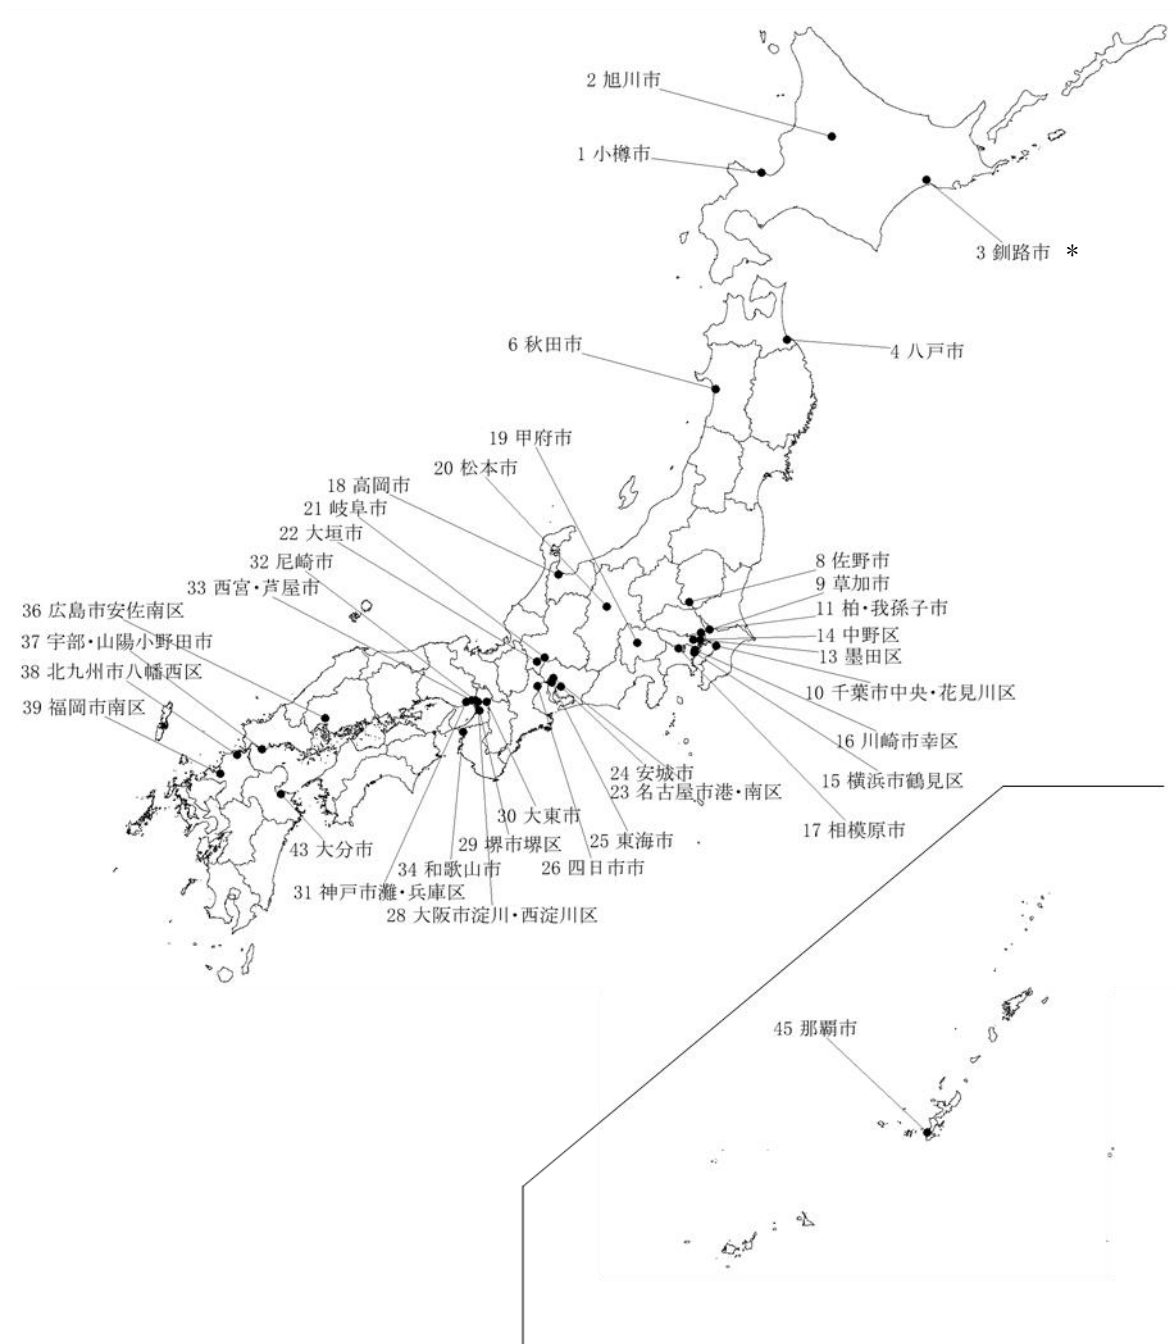 2 旭川市
1 小樽市
3 釧路市 *
6 秋田市
4 八戸市
19 甲府市
20 松本市
18 高岡市
21 岐阜市
22 大垣市
32 尼崎市
33 西宮・芦屋市
36 広島市安佐南区
37 宇部・山陽小野田市
38 北九州市八幡西区
39 福岡市南区
8 佐野市
9 草加市
11 柏・我孫子市
14 中野区
13 墨田区
10 千葉市中央・花見川区
16 川崎市幸区
15 横浜市鶴見区
17 相模原市
24 安城市
23 名古屋市港・南区
30 大東市
25 東海市
29 堺市堺区
43 大分市
34 和歌山市
26 四日市市
31 神戸市灘・兵庫区
28 大阪市淀川・西淀川区
45 那覇市